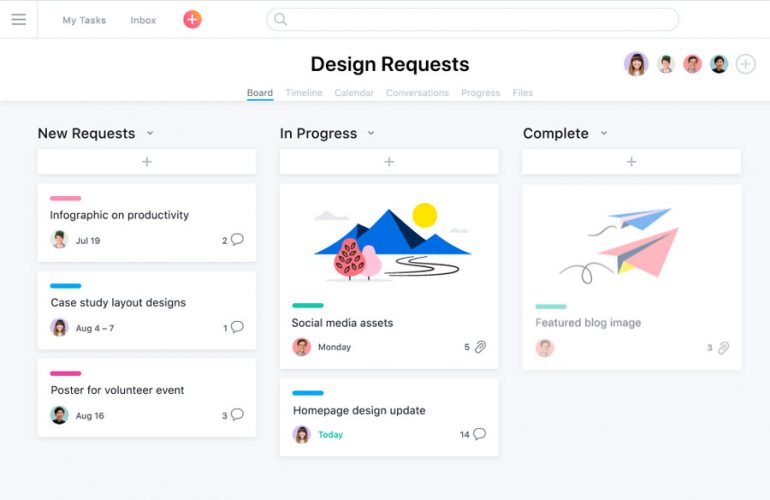 My Tasks Inbox
Design Requests
Board Timeline Calendar Conversations Progress Files
New Requests
Infographic on productivity
Jul 19 2
Case study layout designs
Aug 4 – 7 1
Poster for volunteer event
Aug 16 3
In Progress
Social media assets
Monday 5
Homepage design update
Today 14
Complete
Featured blog image
3